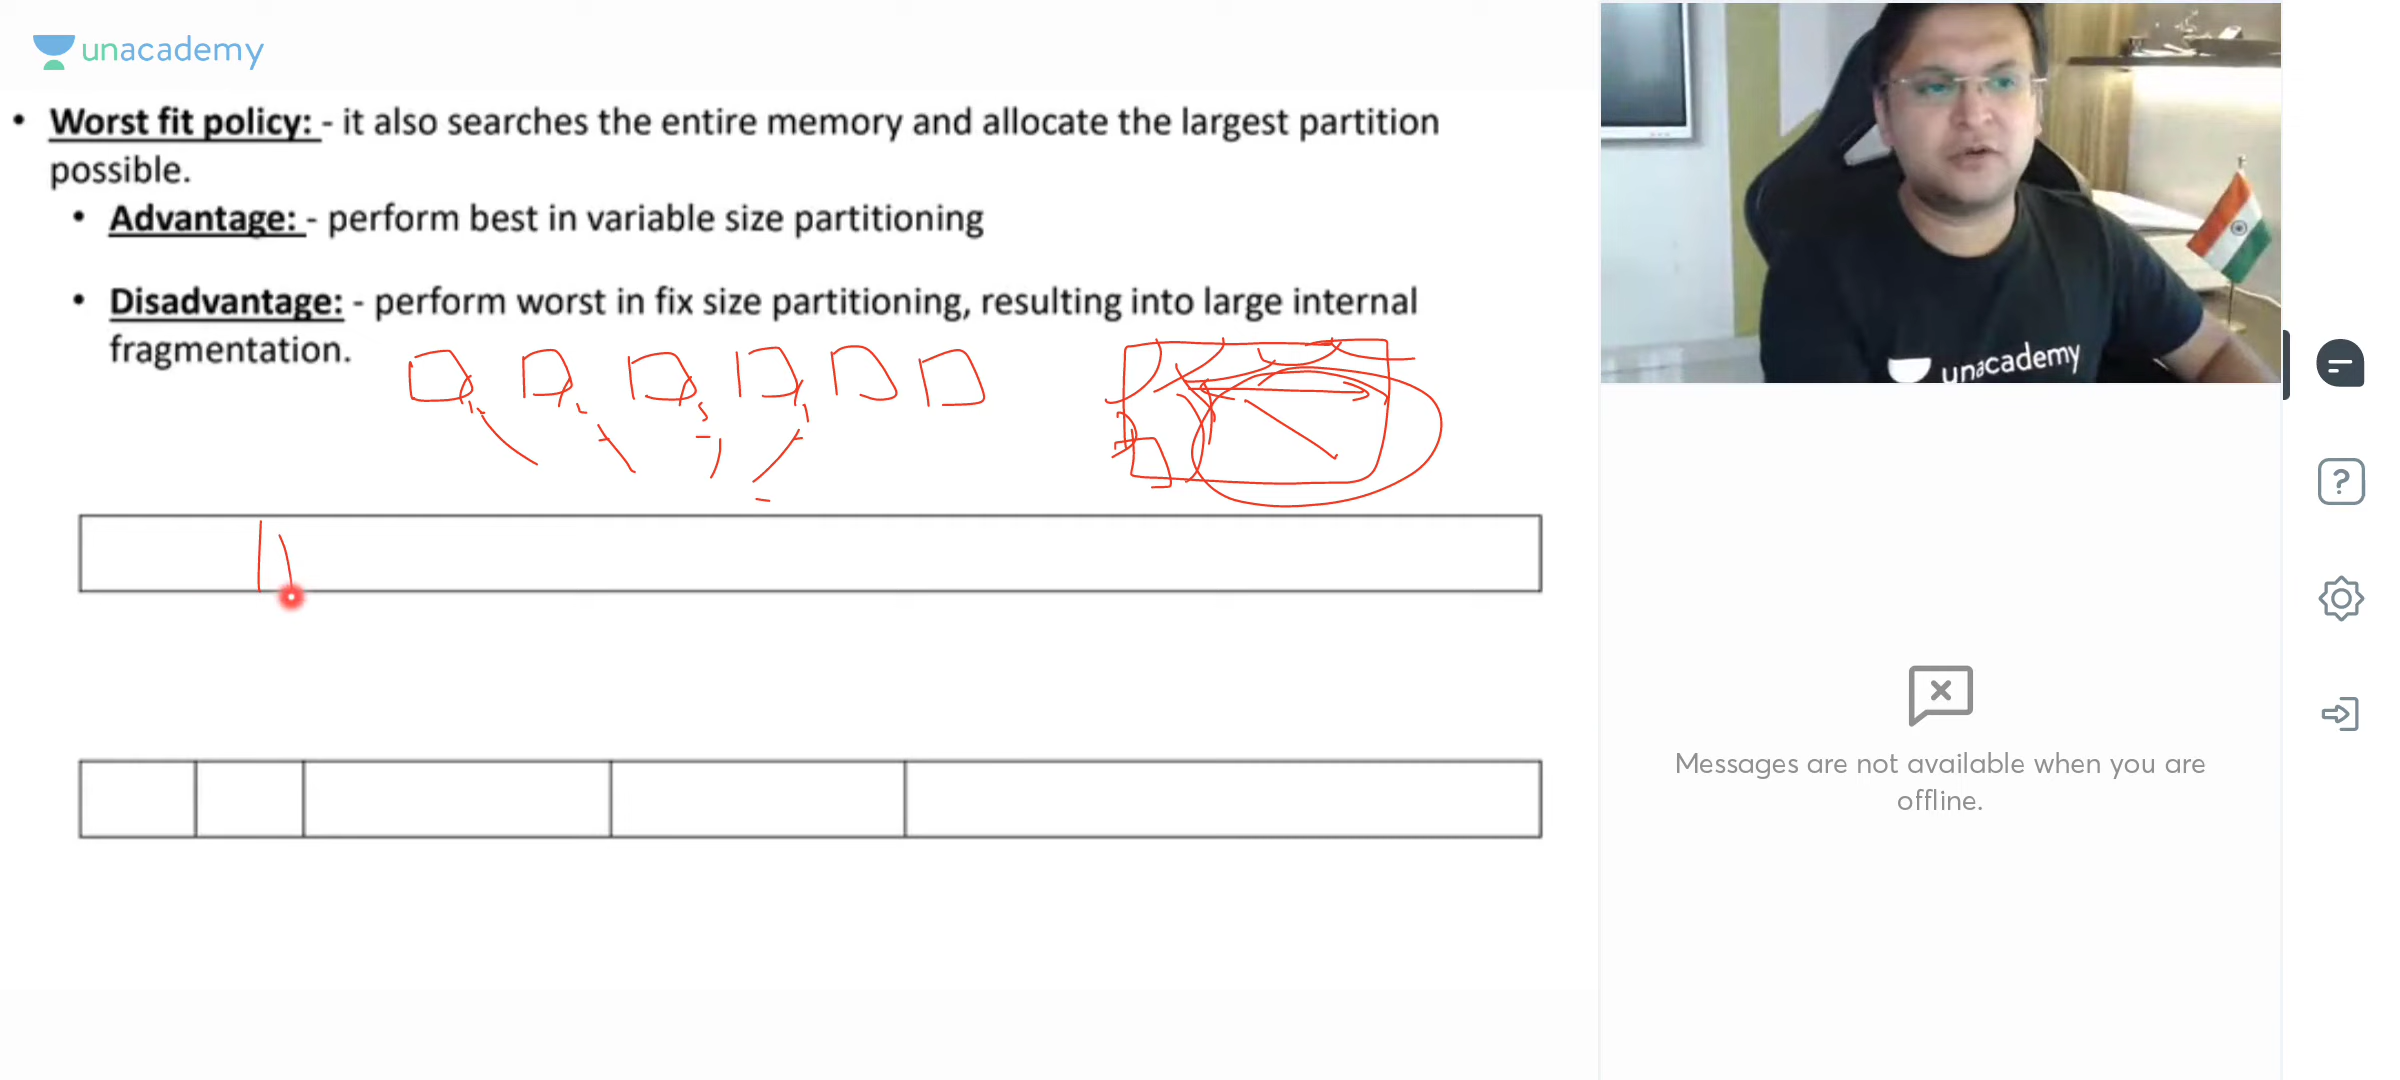 unacademy
• Worst fit policy: - it also searches the entire memory and allocate the largest partition
possible.
• Advantage: - perform best in variable size partitioning
• Disadvantage: - perform worst in fix size partitioning, resulting into large internal
fragmentation.
unacademy
?
Messages are not available when you are
offline.